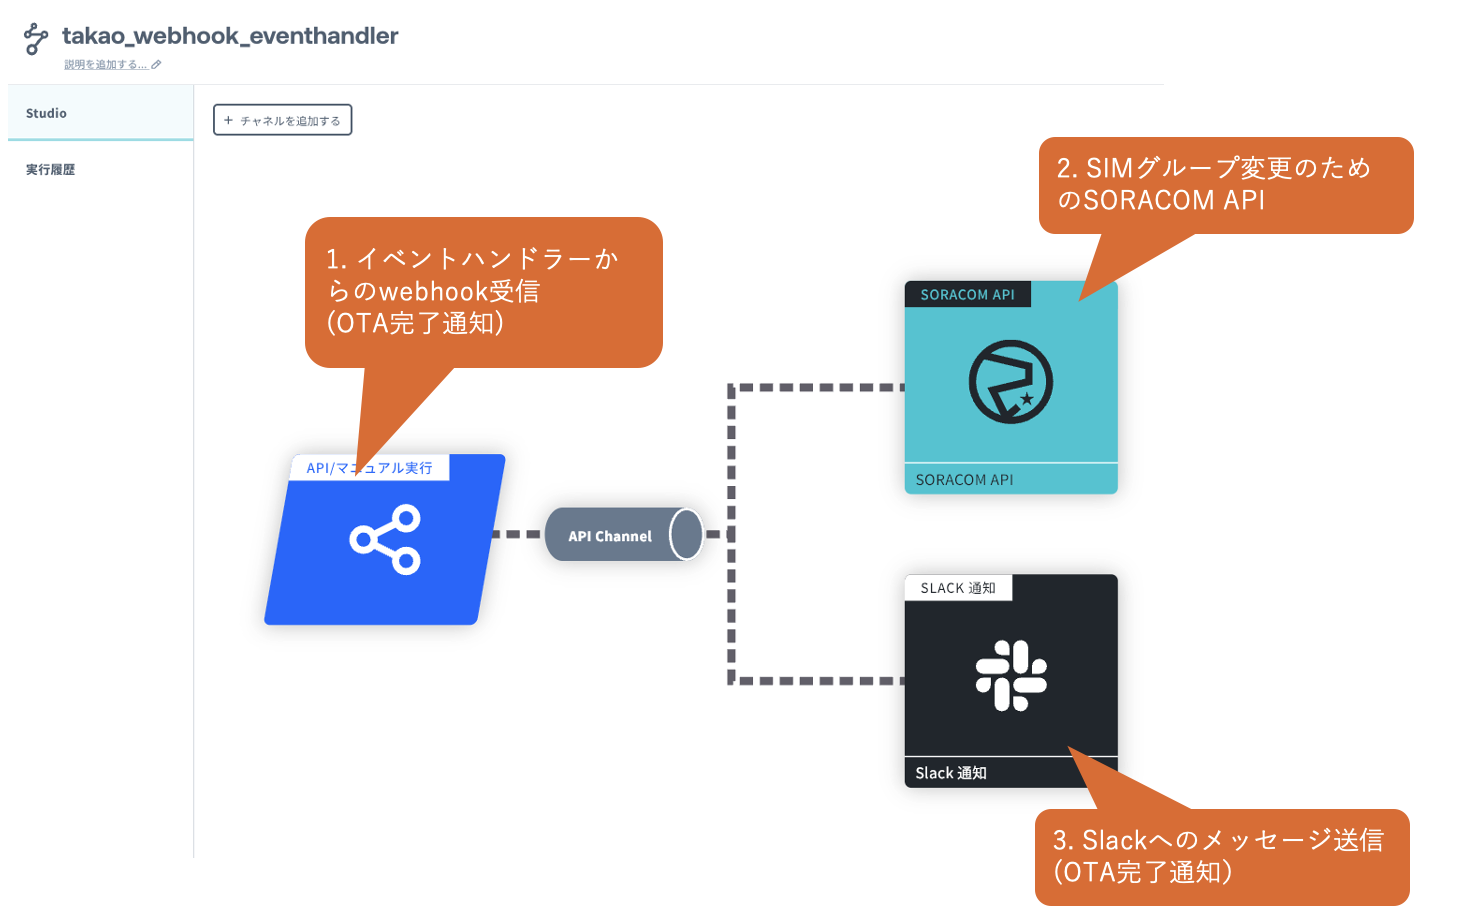 takao_webhook_eventhandler
説明を追加する...
Studio
実行履歴
+ チャネルを追加する
1. イベントハンドラーか
らのwebhook受信
(OTA完了通知)
2. SIMグループ変更のため
のSORACOM API
API/マニュアル実行
API Channel
SORACOM API
SORACOM API
SLACK 通知
Slack 通知
3. Slackへのメッセージ送信
(OTA完了通知)